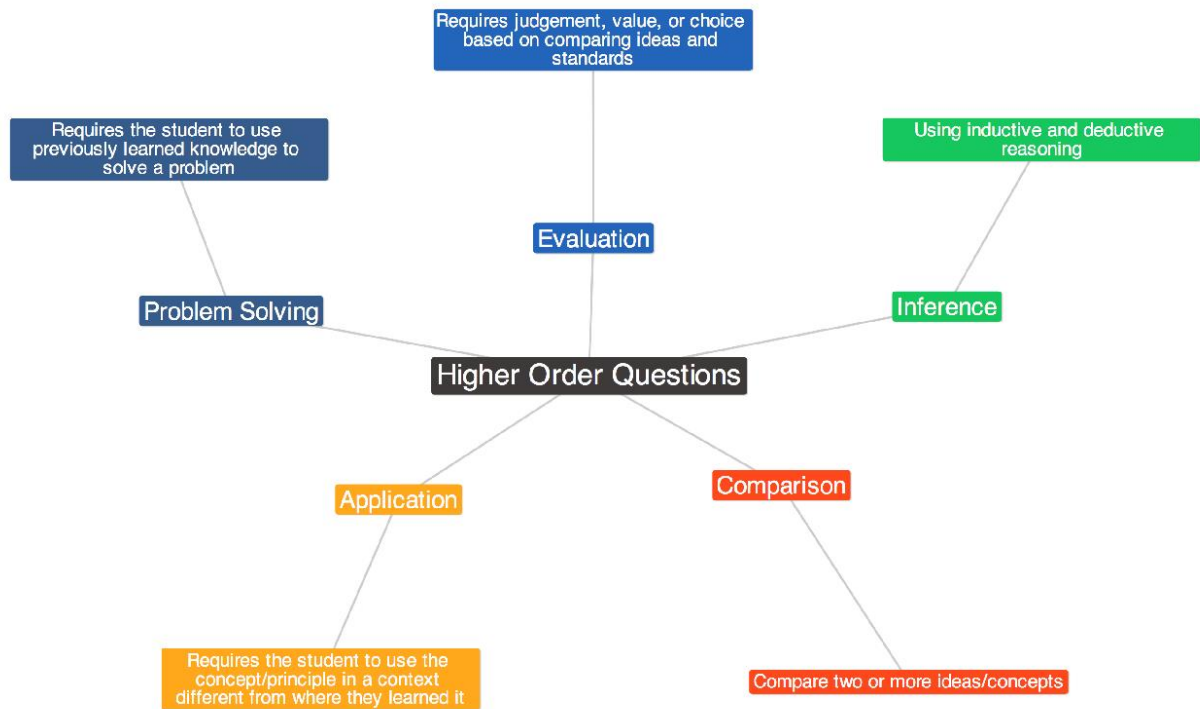 Requires judgement, value, or choice
based on comparing ideas and
standards
Requires the student to use
previously learned knowledge to
solve a problem
Using inductive and deductive
reasoning
Evaluation
Problem Solving
Inference
Higher Order Questions
Application
Comparison
Requires the student to use the
concept/principle in a context
different from where they learned it
Compare two or more ideas/concepts